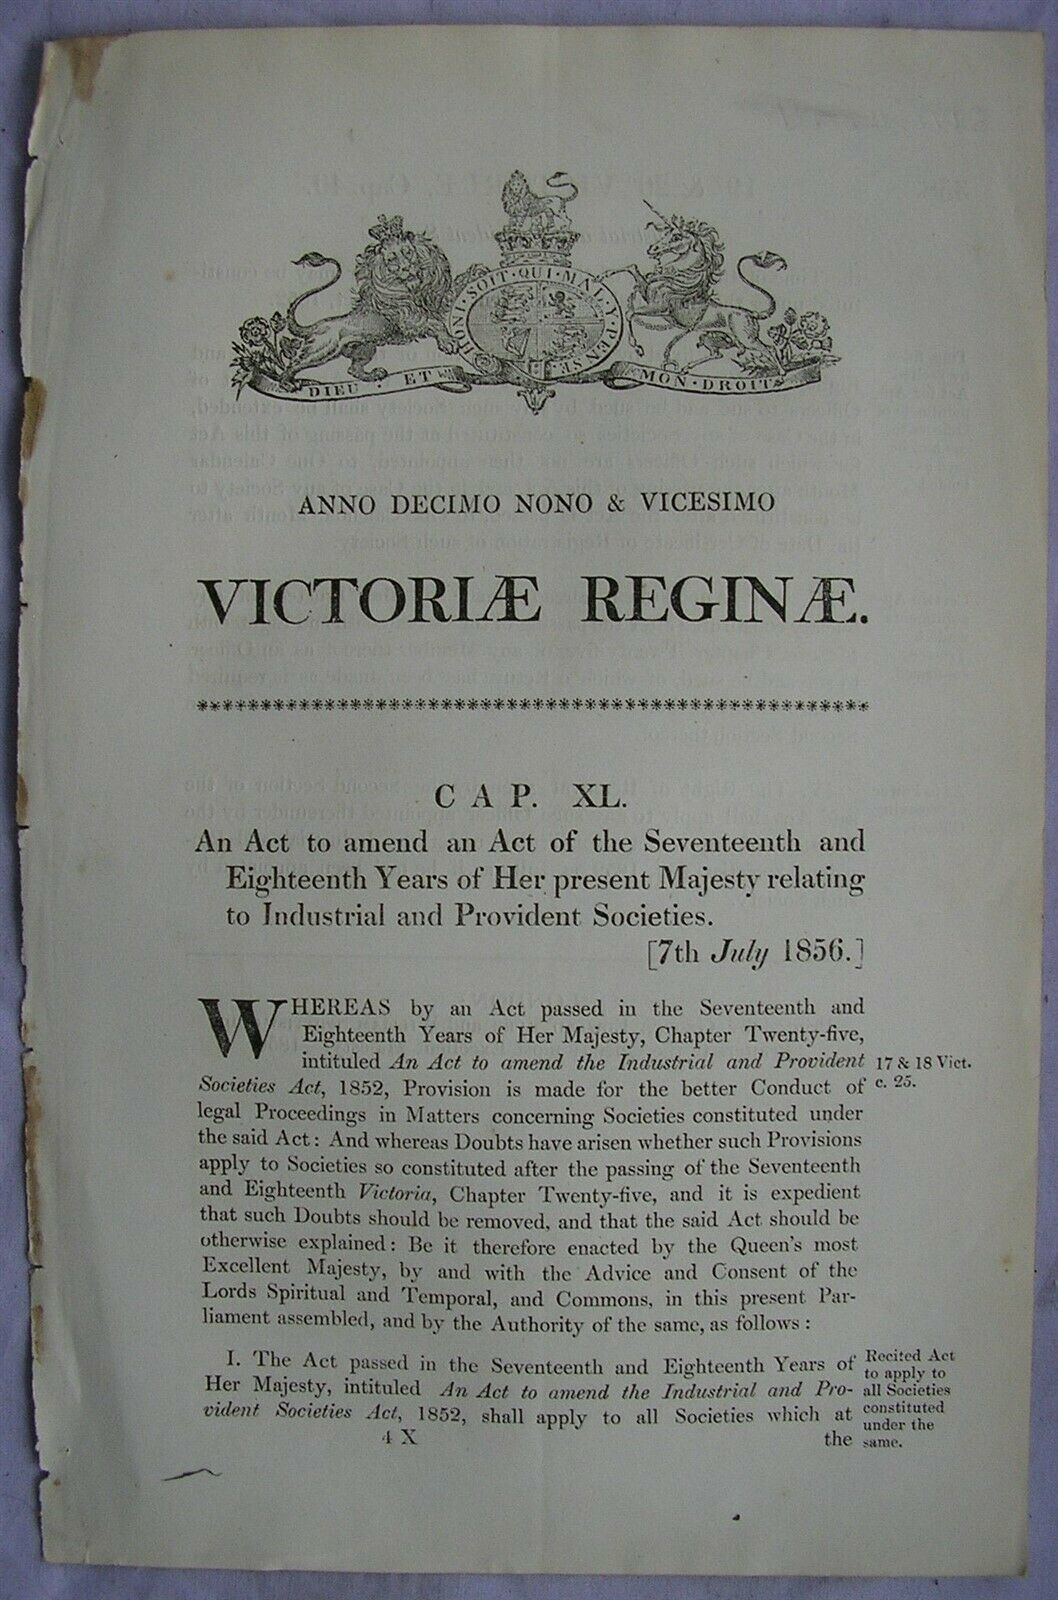 HONI · SOIT · QUI · MAL · Y · PENSE
DIEU · ET
MON · DROIT
ANNO DECIMO NONO & VICESIMO
VICTORIÆ REGINÆ.
CAP. XL.
An Act to amend an Act of the Seventeenth and
Eighteenth Years of Her present Majesty relating
to Industrial and Provident Societies.
[7th July 1856.]
WHEREAS by an Act passed in the Seventeenth and
Eighteenth Years of Her Majesty, Chapter Twenty-five,
intituled An Act to amend the Industrial and Provident
Societies Act, 1852, Provision is made for the better Conduct of
legal Proceedings in Matters concerning Societies constituted under
the said Act: And whereas Doubts have arisen whether such Provisions
apply to Societies so constituted after the passing of the Seventeenth
and Eighteenth Victoria, Chapter Twenty-five, and it is expedient
that such Doubts should be removed, and that the said Act should be
otherwise explained: Be it therefore enacted by the Queen's most
Excellent Majesty, by and with the Advice and Consent of the
Lords Spiritual and Temporal, and Commons, in this present Par-
liament assembled, and by the Authority of the same, as follows:
17 & 18 Vict.
c. 25.
I. The Act passed in the Seventeenth and Eighteenth Years of
Her Majesty, intituled An Act to amend the Industrial and Pro-
vident Societies Act, 1852, shall apply to all Societies which at
4 X
the
Recited Act
to apply to
all Societies
constituted
under the
same.